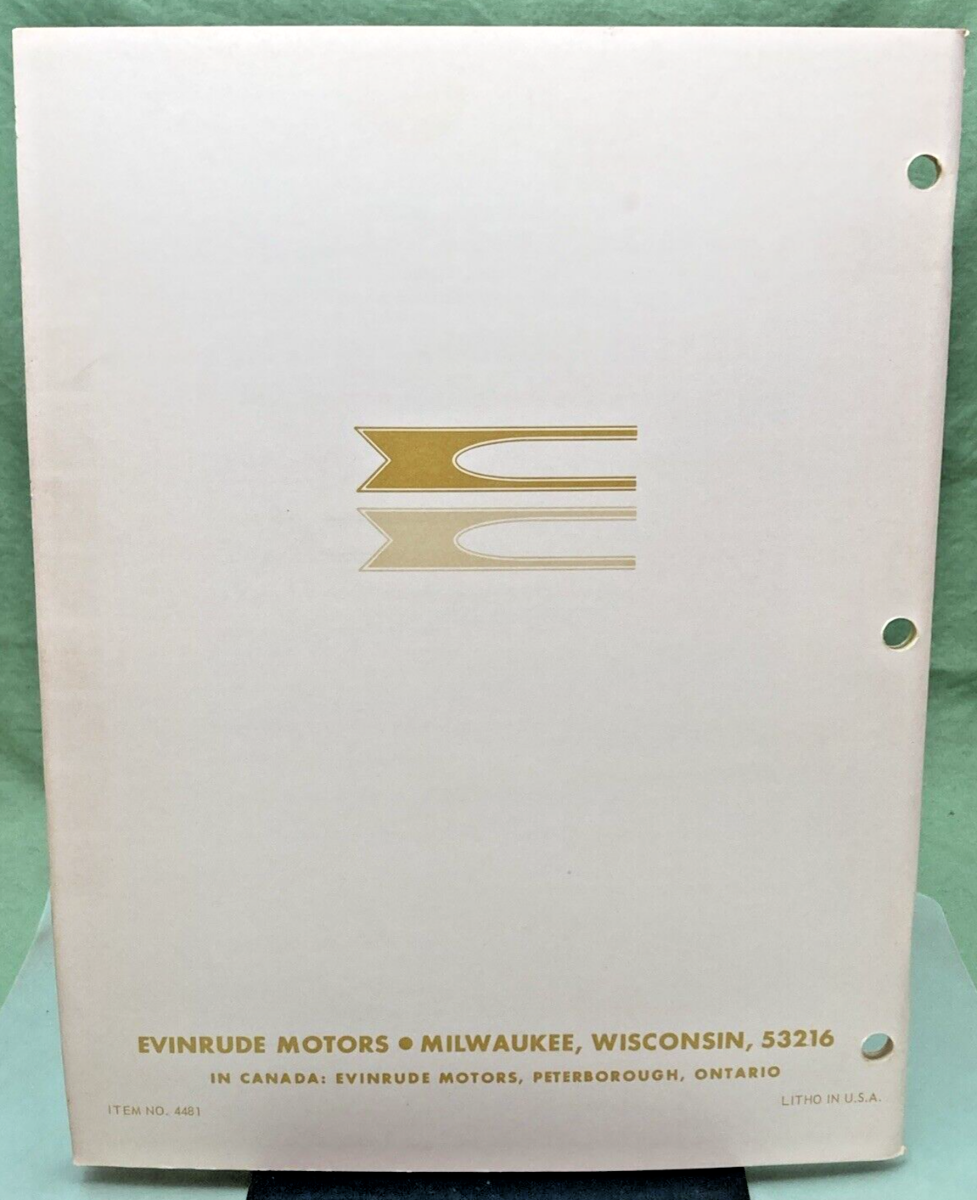 EVINRUDE MOTORS • MILWAUKEE, WISCONSIN, 53216
IN CANADA: EVINRUDE MOTORS, PETERBOROUGH, ONTARIO
ITEM NO. 4481
LITHO IN U.S.A.